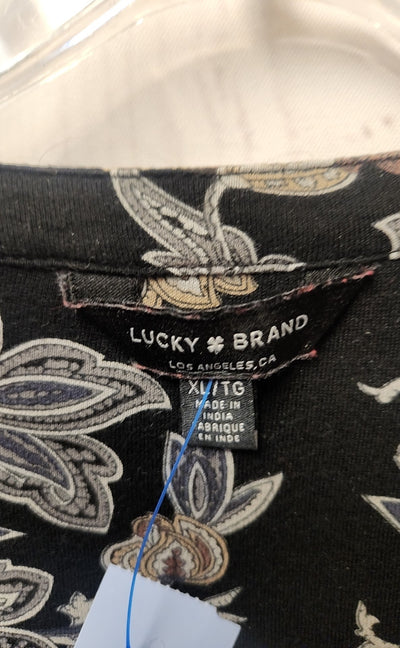 LUCKY BRAND
LOS ANGELES, CA
XL/TG
MADE IN
INDIA
FABRIQUE
EN INDE